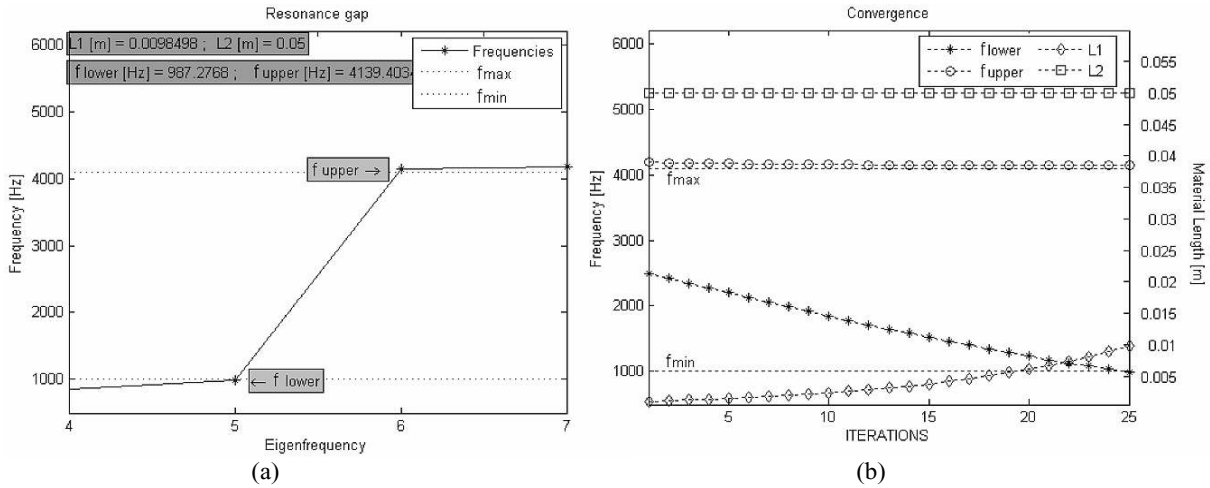 Resonance gap
L1 [m] = 0.0098498 ; L2 [m] = 0.05
f lower [Hz] = 987.2768 ; f upper [Hz] = 4139.4034
Frequencies
fmax
fmin
6000
5000
4000
3000
2000
1000
Frequency [Hz]
f upper →
← f lower
4
5
6
7
Eigenfrequency
(a)
Convergence
f lower
f upper
L1
L2
6000
5000
4000
3000
2000
1000
Frequency [Hz]
fmax
fmin
0.055
0.05
0.045
0.04
0.035
0.03
0.025
0.02
0.015
0.01
0.005
Material Length [m]
5
10
15
20
25
ITERATIONS
(b)